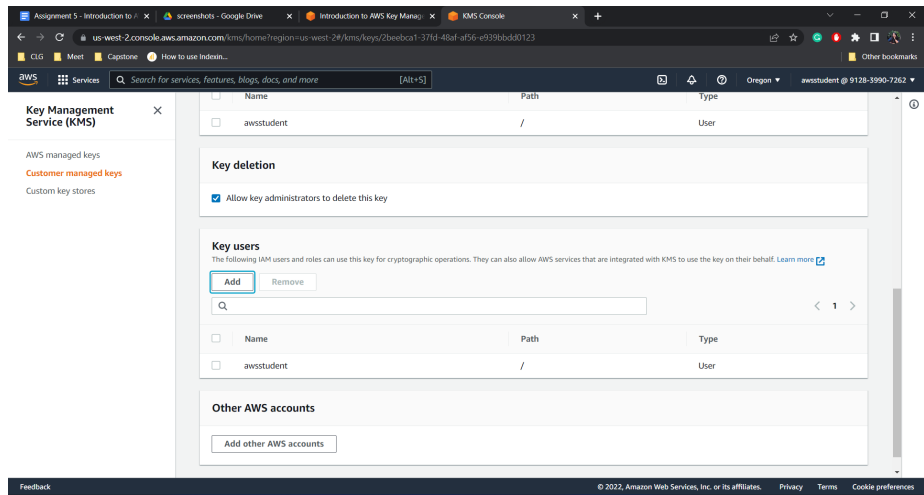 Assignment 5 - Introduction to A
screenshots - Google Drive
Introduction to AWS Key Manag
KMS Console
us-west-2.console.aws.amazon.com/kms/home?region=us-west-2#/kms/keys/2beebca1-37fd-48af-af56-e939bbdd0123
CLG
Meet
Capstone
How to use Indexin...
Other bookmarks
aws
Services
Search for services, features, blogs, docs, and more
[Alt+S]
Oregon
awsstudent @ 9128-3990-7262
Key Management Service (KMS)
AWS managed keys
Customer managed keys
Custom key stores
Name Path Type
awsstudent / User
Key deletion
Allow key administrators to delete this key
Key users
The following IAM users and roles can use this key for cryptographic operations. They can also allow AWS services that are integrated with KMS to use the key on their behalf. Learn more
Add Remove
1
Name Path Type
awsstudent / User
Other AWS accounts
Add other AWS accounts
Feedback
© 2022, Amazon Web Services, Inc. or its affiliates. Privacy Terms Cookie preferences